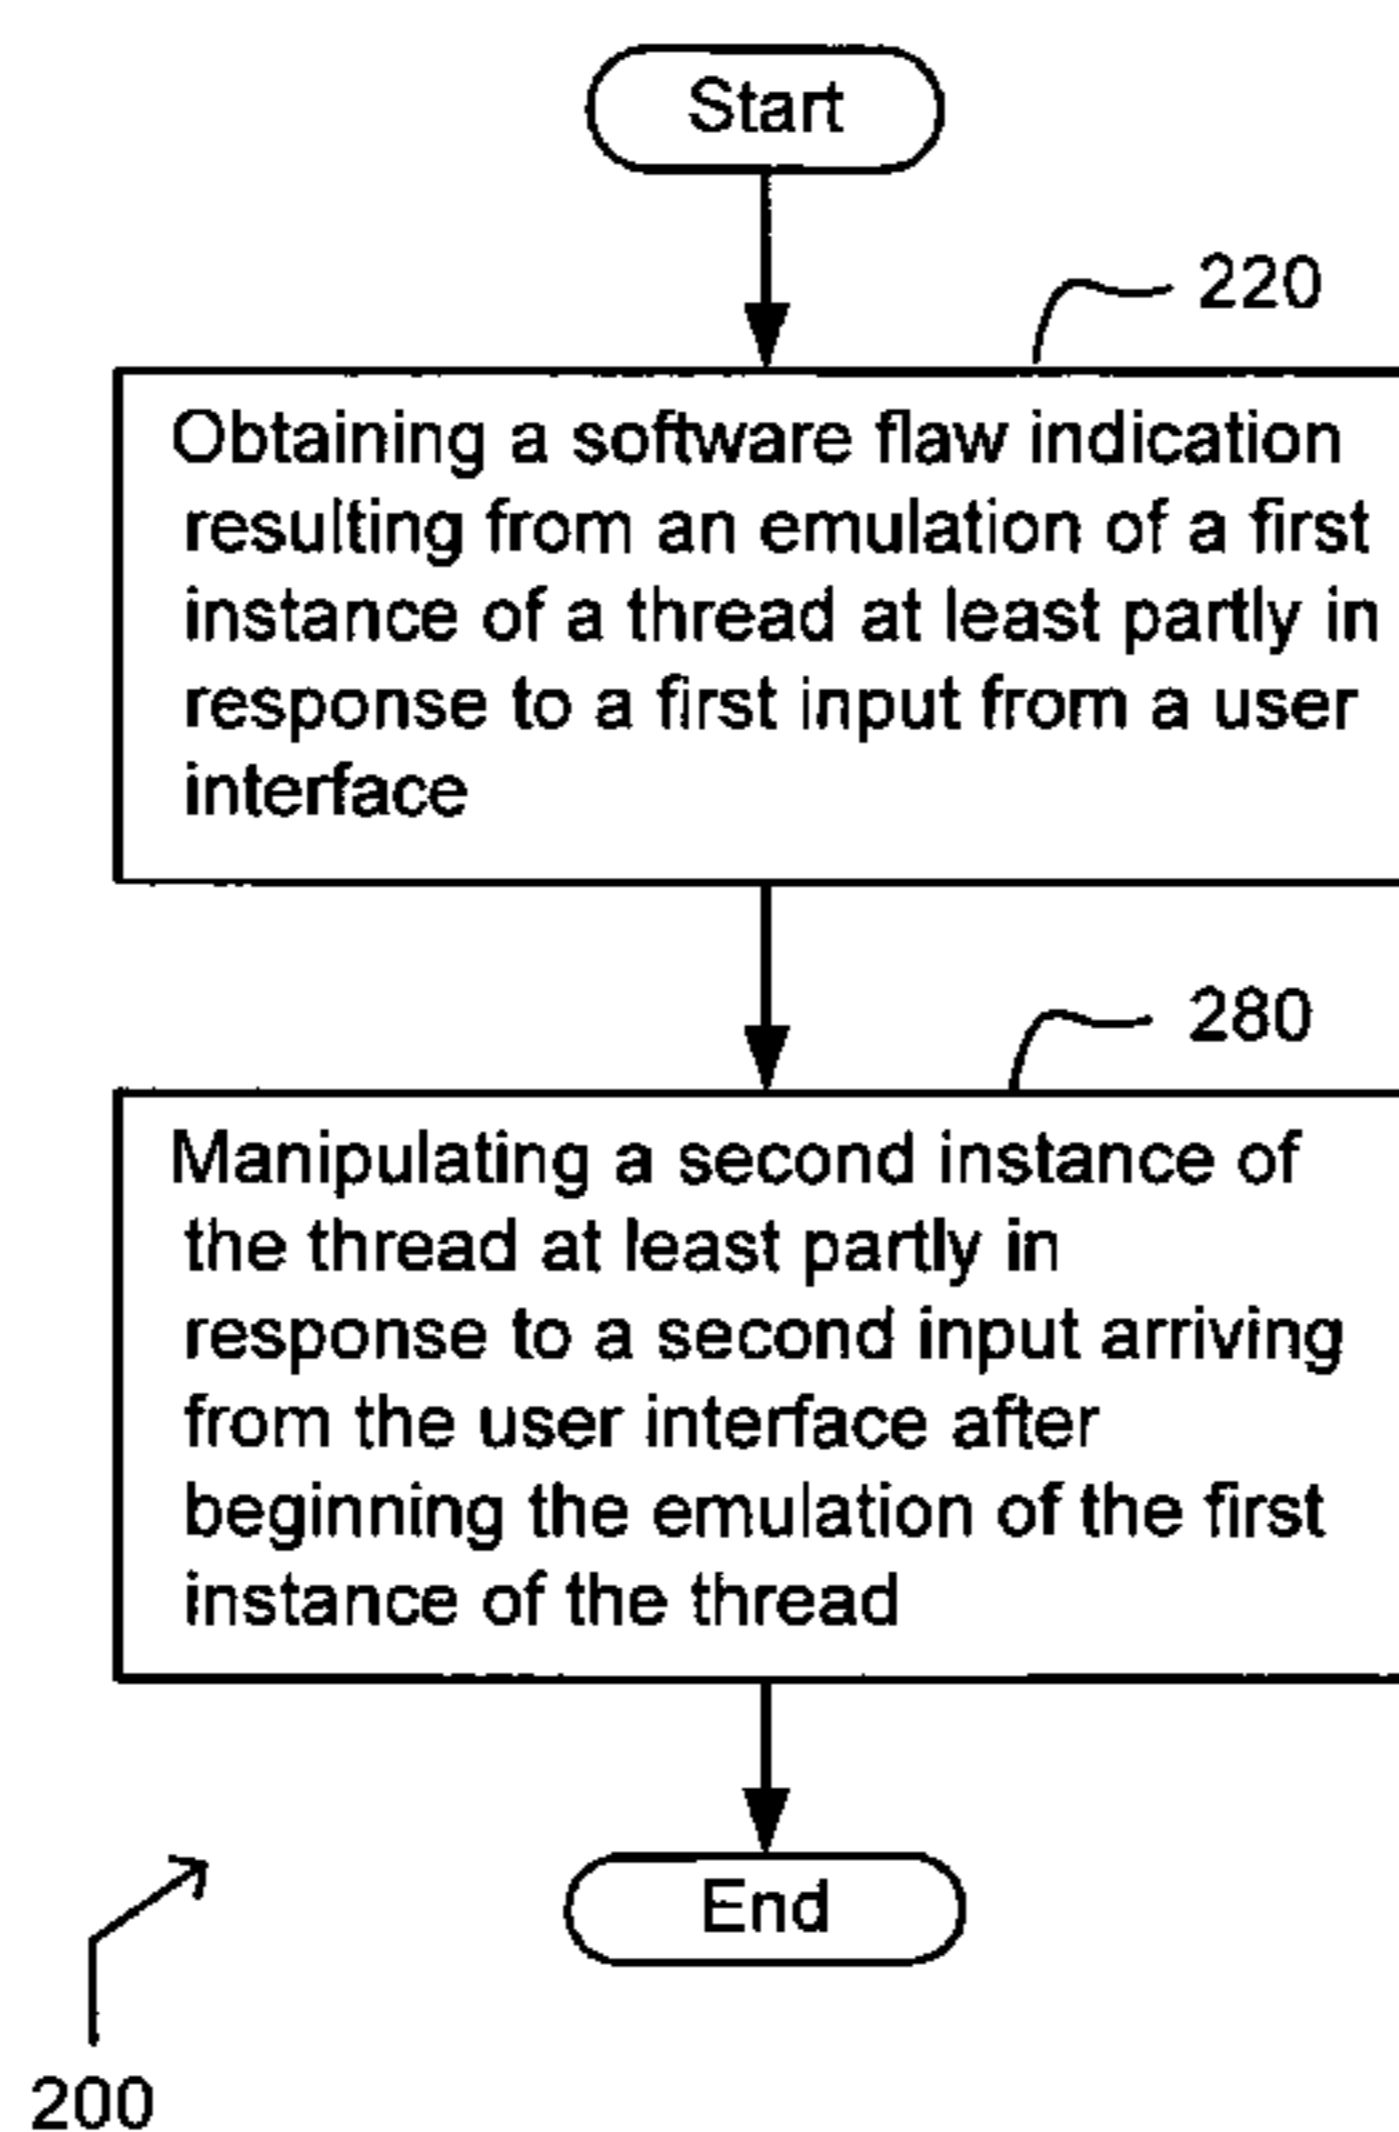 Start
220
Obtaining a software flaw indication
resulting from an emulation of a first
instance of a thread at least partly in
response to a first input from a user
interface
280
Manipulating a second instance of
the thread at least partly in
response to a second input arriving
from the user interface after
beginning the emulation of the first
instance of the thread
End
200